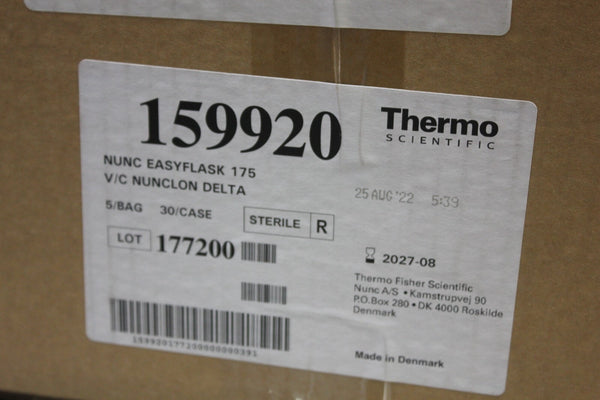 159920
Thermo
SCIENTIFIC
NUNC EASYFLASK 175
V/C NUNCLON DELTA
25 AUG '22 5:39
5/BAG 30/CASE
STERILE R
LOT 177200
2027-08
Thermo Fisher Scientific
Nunc A/S • Kamstrupvej 90
P.O.Box 280 • DK 4000 Roskilde
Denmark
Made in Denmark